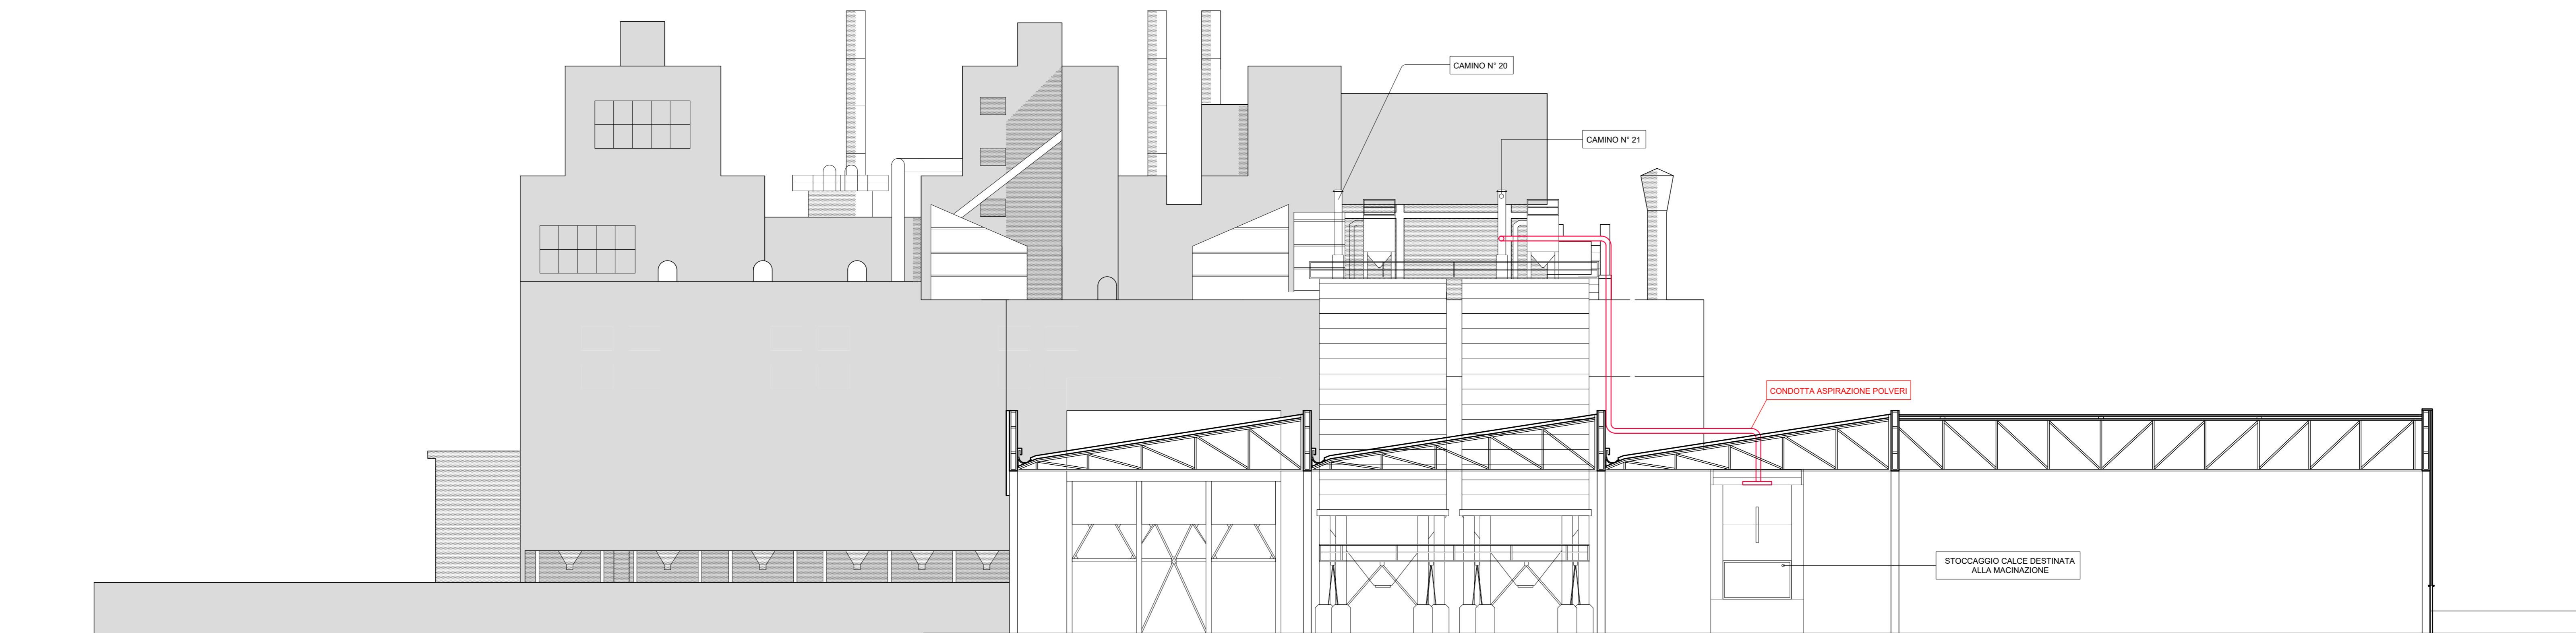 CAMINO N° 20
CAMINO N° 21
CONDOTTA ASPIRAZIONE POLVERI
STOCCAGGIO CALCE DESTINATA
ALLA MACINAZIONE